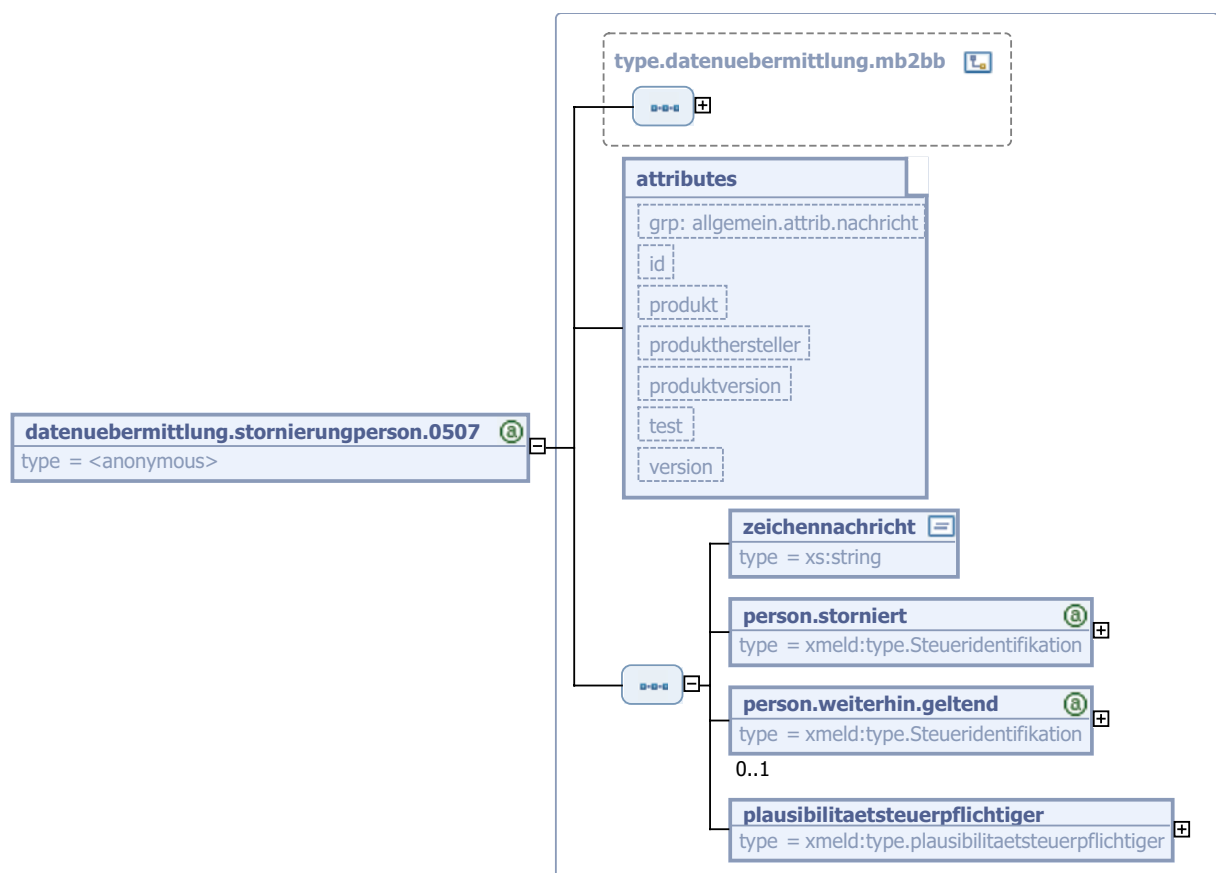 type.datenuebermittlung.mb2bb
attributes
grp: allgemein.attrib.nachricht
id
produkt
produkthersteller
produktversion
test
version
datenuebermittlung.stornierungperson.0507
type = <anonymous>
zeichennachricht
type = xs:string
person.storniert
type = xmeld:type.Steueridentifikation
person.weiterhin.geltend
type = xmeld:type.Steueridentifikation
0..1
plausibilitaetsteuerpflichtiger
type = xmeld:type.plausibilitaetsteuerpflichtiger